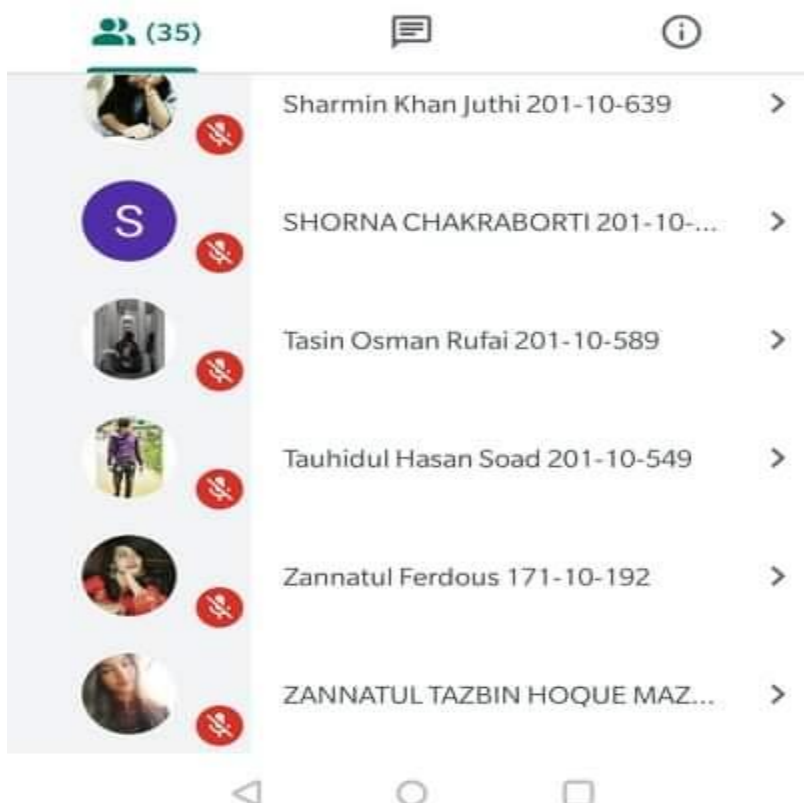 (35)
Sharmin Khan Juthi 201-10-639
S
SHORNA CHAKRABORTI 201-10-...
Tasin Osman Rufai 201-10-589
Tauhidul Hasan Soad 201-10-549
Zannatul Ferdous 171-10-192
ZANNATUL TAZBIN HOQUE MAZ...